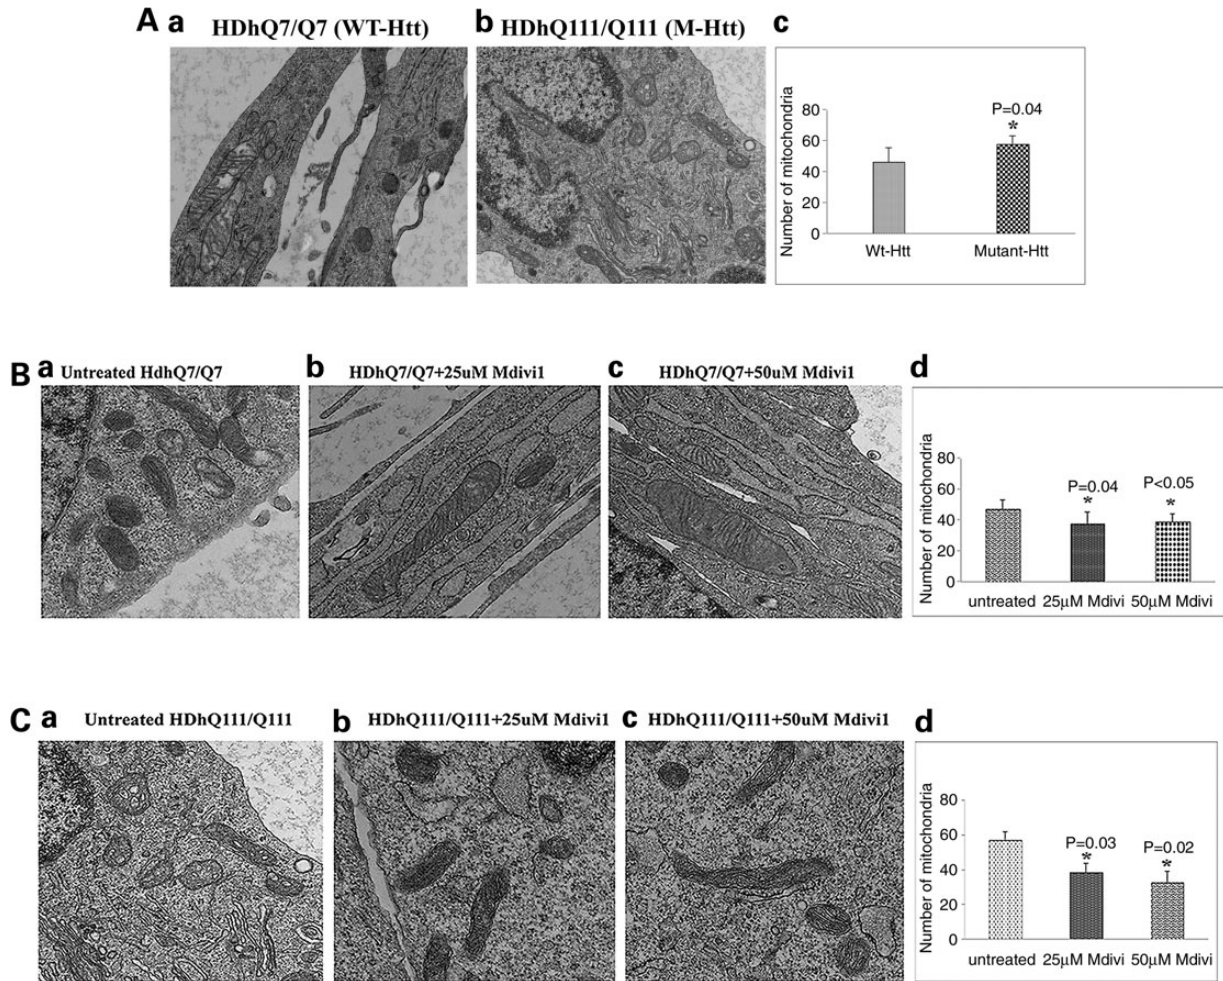 A a HDhQ7/Q7 (WT-Htt) b HDhQ111/Q111 (M-Htt) c
Number of mitochondria
80
60
40
20
0
P=0.04
*
Wt-Htt Mutant-Htt
B a Untreated HdhQ7/Q7 b HDhQ7/Q7+25uM Mdivi1 c HDhQ7/Q7+50uM Mdivi1 d
Number of mitochondria
80
60
40
20
0
P=0.04 P<0.05
* *
untreated 25μM Mdivi 50μM Mdivi
C a Untreated HDhQ111/Q111 b HDhQ111/Q111+25uM Mdivi1 c HDhQ111/Q111+50uM Mdivi1 d
Number of mitochondria
80
60
40
20
0
P=0.03 P=0.02
* *
untreated 25μM Mdivi 50μM Mdivi